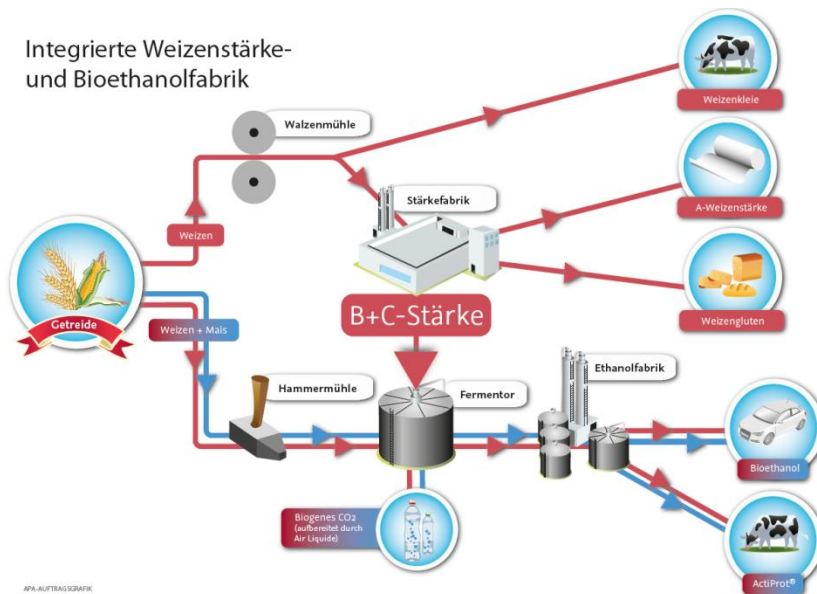 Integrierte Weizenstärke-
und Bioethanolfabrik
Walzenmühle
Weizenkleie
Stärkefabrik
A-Weizenstärke
Weizen
Weizengluten
Getreide
B+C-Stärke
Weizen + Mais
Hammermühle
Fermentor
Ethanolfabrik
Bioethanol
Biogenes CO2
(aufbereitet durch
Air Liquide)
ActiProt®
APA-AUFTRAGSGRAFIK